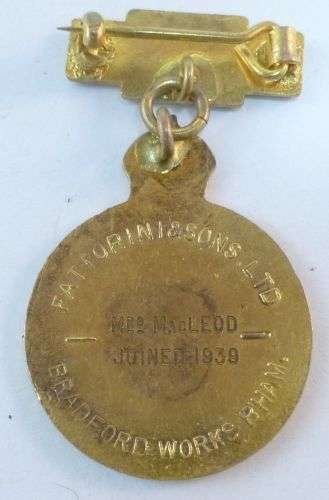 FATTORINI & SONS LTD
MRS MACLEOD
JOINED 1939
BRADFORD WORKS B'HAM.